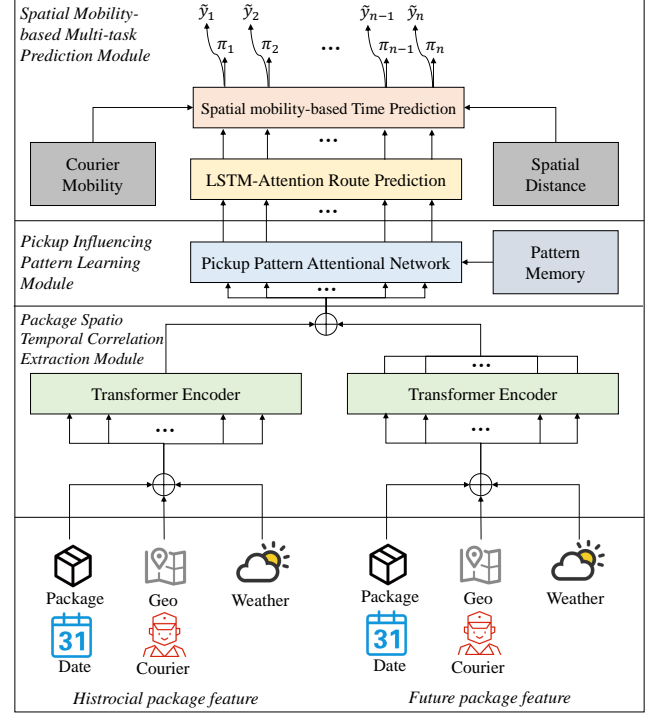 Spatial Mobility-
based Multi-task
Prediction Module
ỹ₁ ỹ₂ ỹₙ₋₁ ỹₙ
π₁ π₂ ... πₙ₋₁ πₙ
Spatial mobility-based Time Prediction
...
Courier
Mobility
LSTM-Attention Route Prediction
Spatial
Distance
...
Pickup Influencing
Pattern Learning
Module
Pickup Pattern Attentional Network
Pattern
Memory
...
Package Spatio
Temporal Correlation
Extraction Module
...
Transformer Encoder Transformer Encoder
... ...
Package Geo Weather Package Geo Weather
31 31
Date Courier Date Courier
Histrocial package feature Future package feature